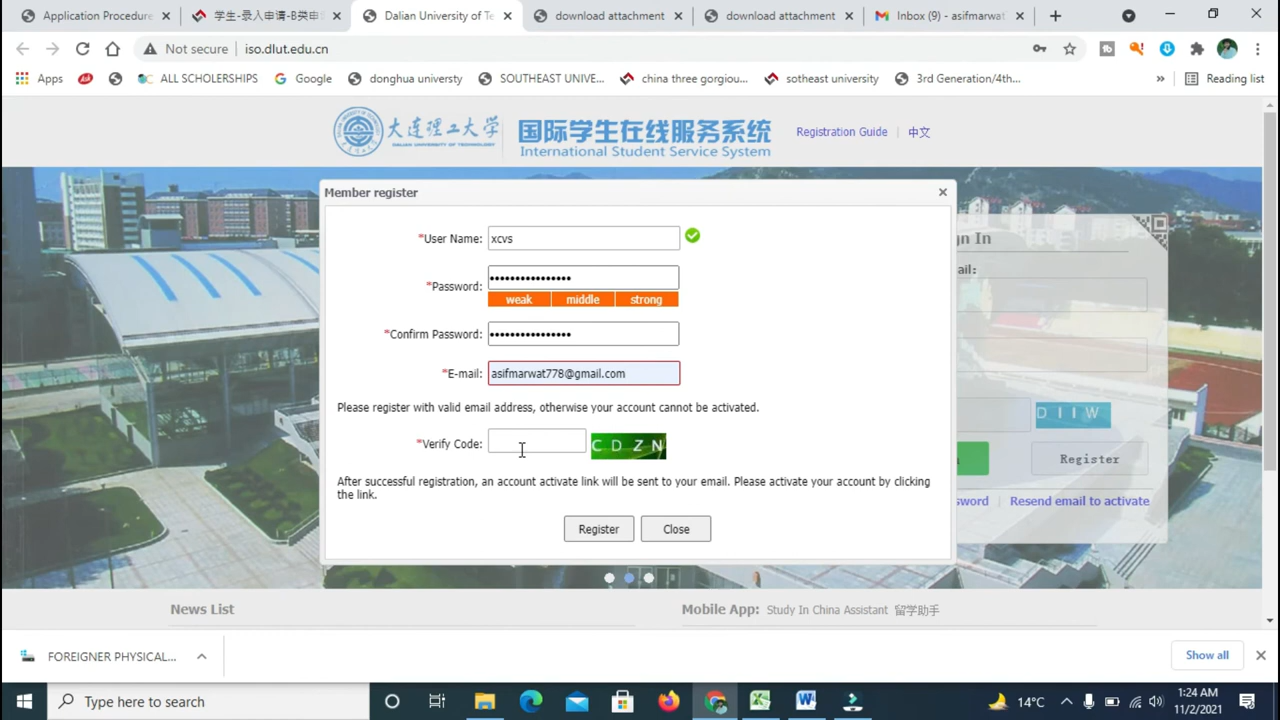 Application Procedure
学生-录入申请-B类申
Dalian University of Te
download attachment
download attachment
Inbox (9) - asifmarwat
Not secure
iso.dlut.edu.cn
Apps
ALL SCHOLERSHIPS
Google
donghua universty
SOUTHEAST UNIVE...
china three gorgiou...
sotheast university
3rd Generation/4th...
»
Reading list
大连理工大学
DALIAN UNIVERSITY OF TECHNOLOGY
国际学生在线服务系统
International Student Service System
Registration Guide | 中文
Member register
*User Name: xcvs
*Password: ••••••••••••••••
weak middle strong
*Confirm Password: ••••••••••••••••
*E-mail: asifmarwat778@gmail.com
Please register with valid email address, otherwise your account cannot be activated.
*Verify Code:
C D Z N
After successful registration, an account activate link will be sent to your email. Please activate your account by clicking
the link.
Register
Close
n In
ail:
D I I W
Register
sword | Resend email to activate
News List
Mobile App: Study In China Assistant 留学助手
FOREIGNER PHYSICAL...
Show all
Type here to search
14°C
1:24 AM
11/2/2021